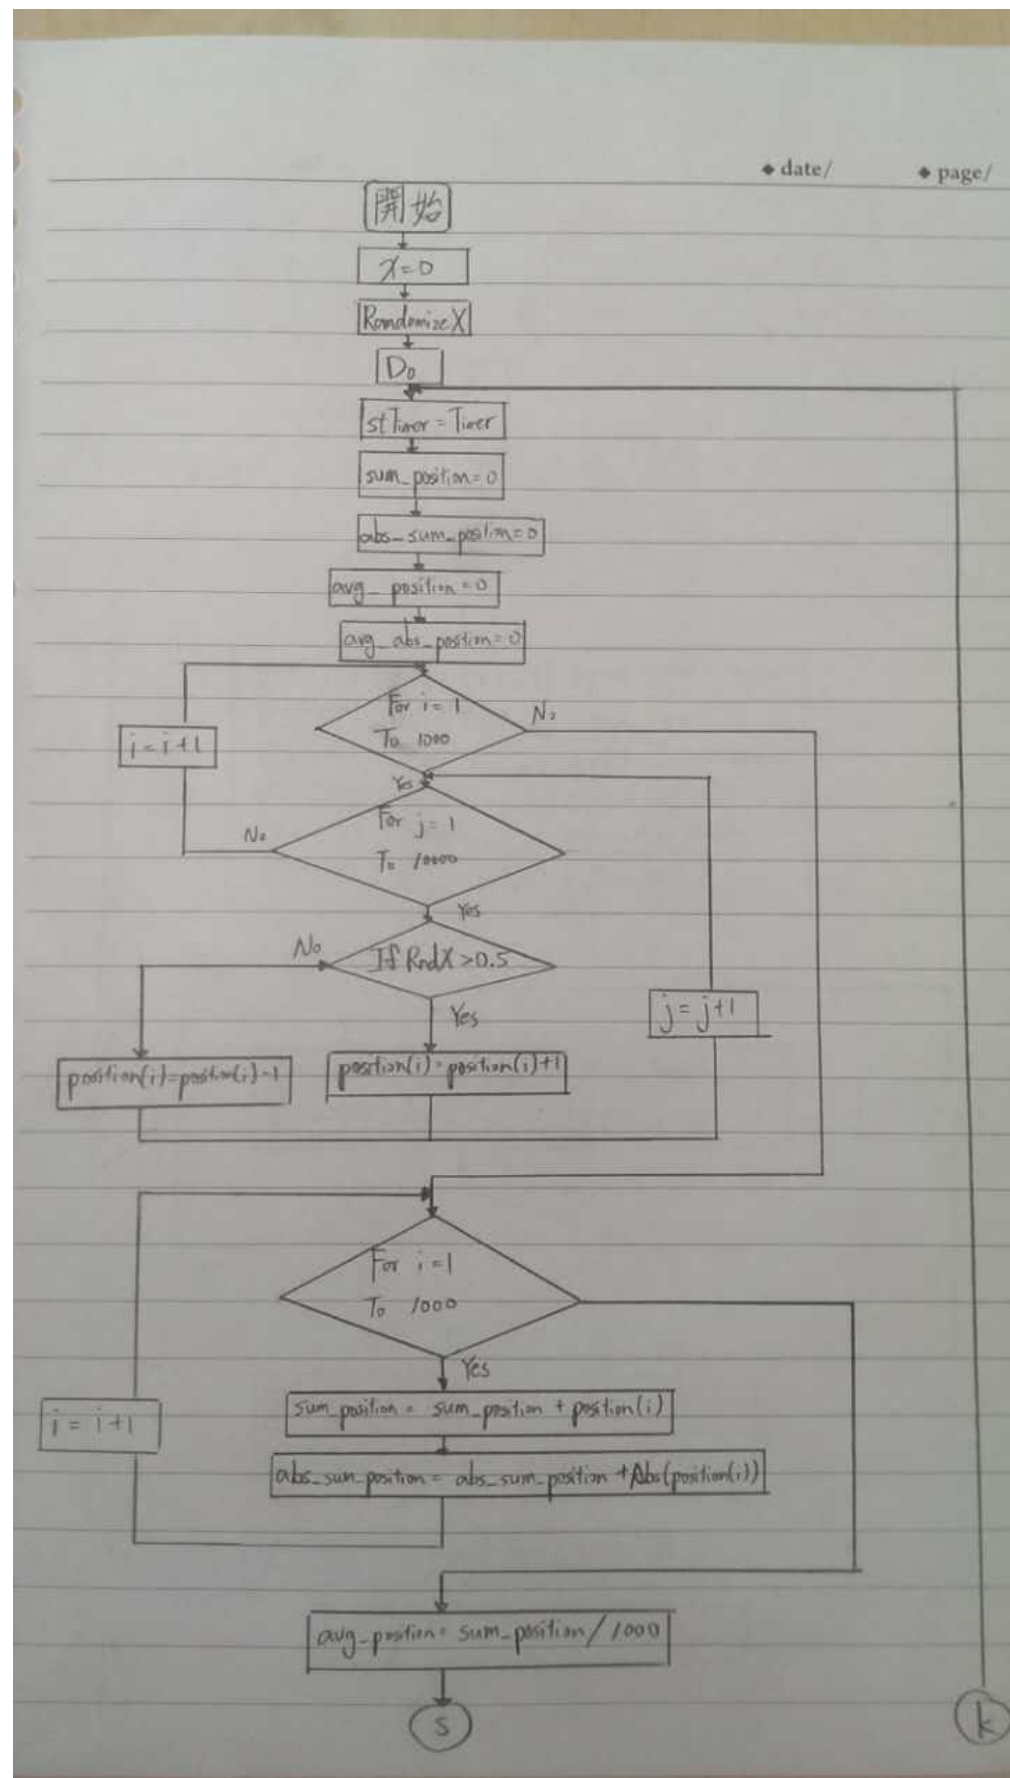 ◆ date/ ◆ page/
開始
X=0
Randomize X
Do
stTimer = Timer
sum_position=0
abs_sum_position=0
avg_position=0
avg_abs_position=0
For i=1
To 1000
No
i=i+1
Yes
For j=1
To 10000
No
Yes
If RndX >0.5
No
Yes
j=j+1
position(i)=position(i)-1
position(i)=position(i)+1
For i=1
To 1000
Yes
sum_position = sum_position + position(i)
i = i+1
abs_sum_position = abs_sum_position +Abs(position(i))
avg_position= sum_position/1000
S
k